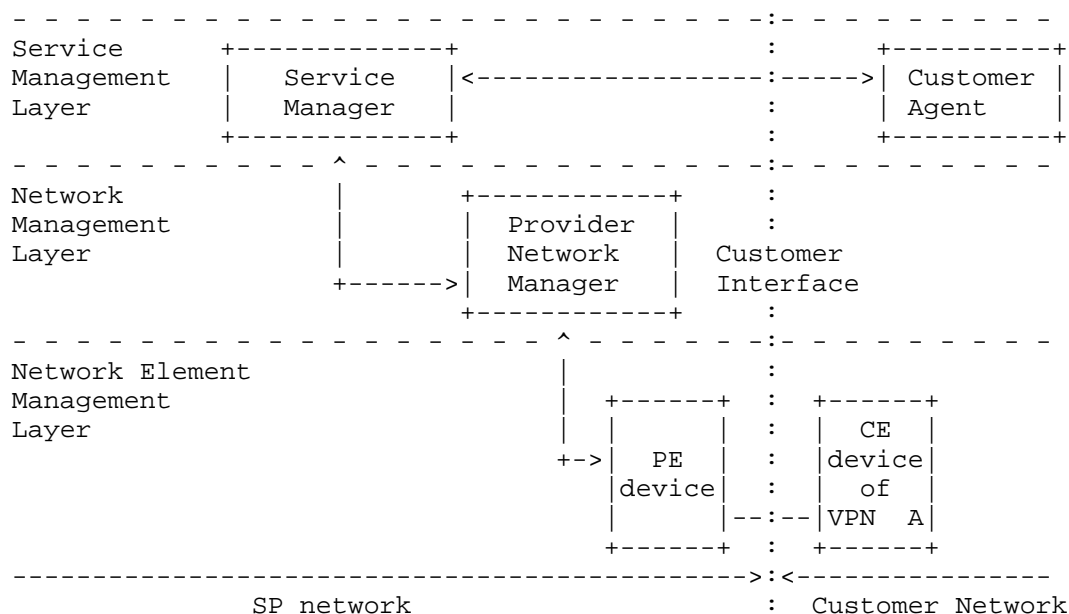 - - - - - - - - - - - - - - - - - - - - - - - -:- - - - - - - - -
Service       +-------------+                    :      +----------+
Management    |   Service   |<-------------------:----->| Customer |
Layer         |   Manager   |                    :      | Agent    |
              +-------------+                    :      +----------+
- - - - - - - - - - ^ - - - - - - - - - - - - - -:- - - - - - - - -
Network             |       +------------+     :
Management          |       |  Provider  |     :
Layer               |       |  Network   |  Customer
                    +------>|  Manager   |  Interface
                            +------------+     :
- - - - - - - - - - - - - - - - - ^ - - - - - - -:- - - - - - - - -
Network Element                   |            :
Management                        |  +------+  :  +------+
Layer                             |  |      |  :  |  CE  |
                                  +->|  PE  |  :  |device|
                                     |device|  :  |  of  |
                                     |      |--:--|VPN  A|
                                     +------+  :  +------+
---------------------------------------------->:<----------------
               SP network                      :  Customer Network